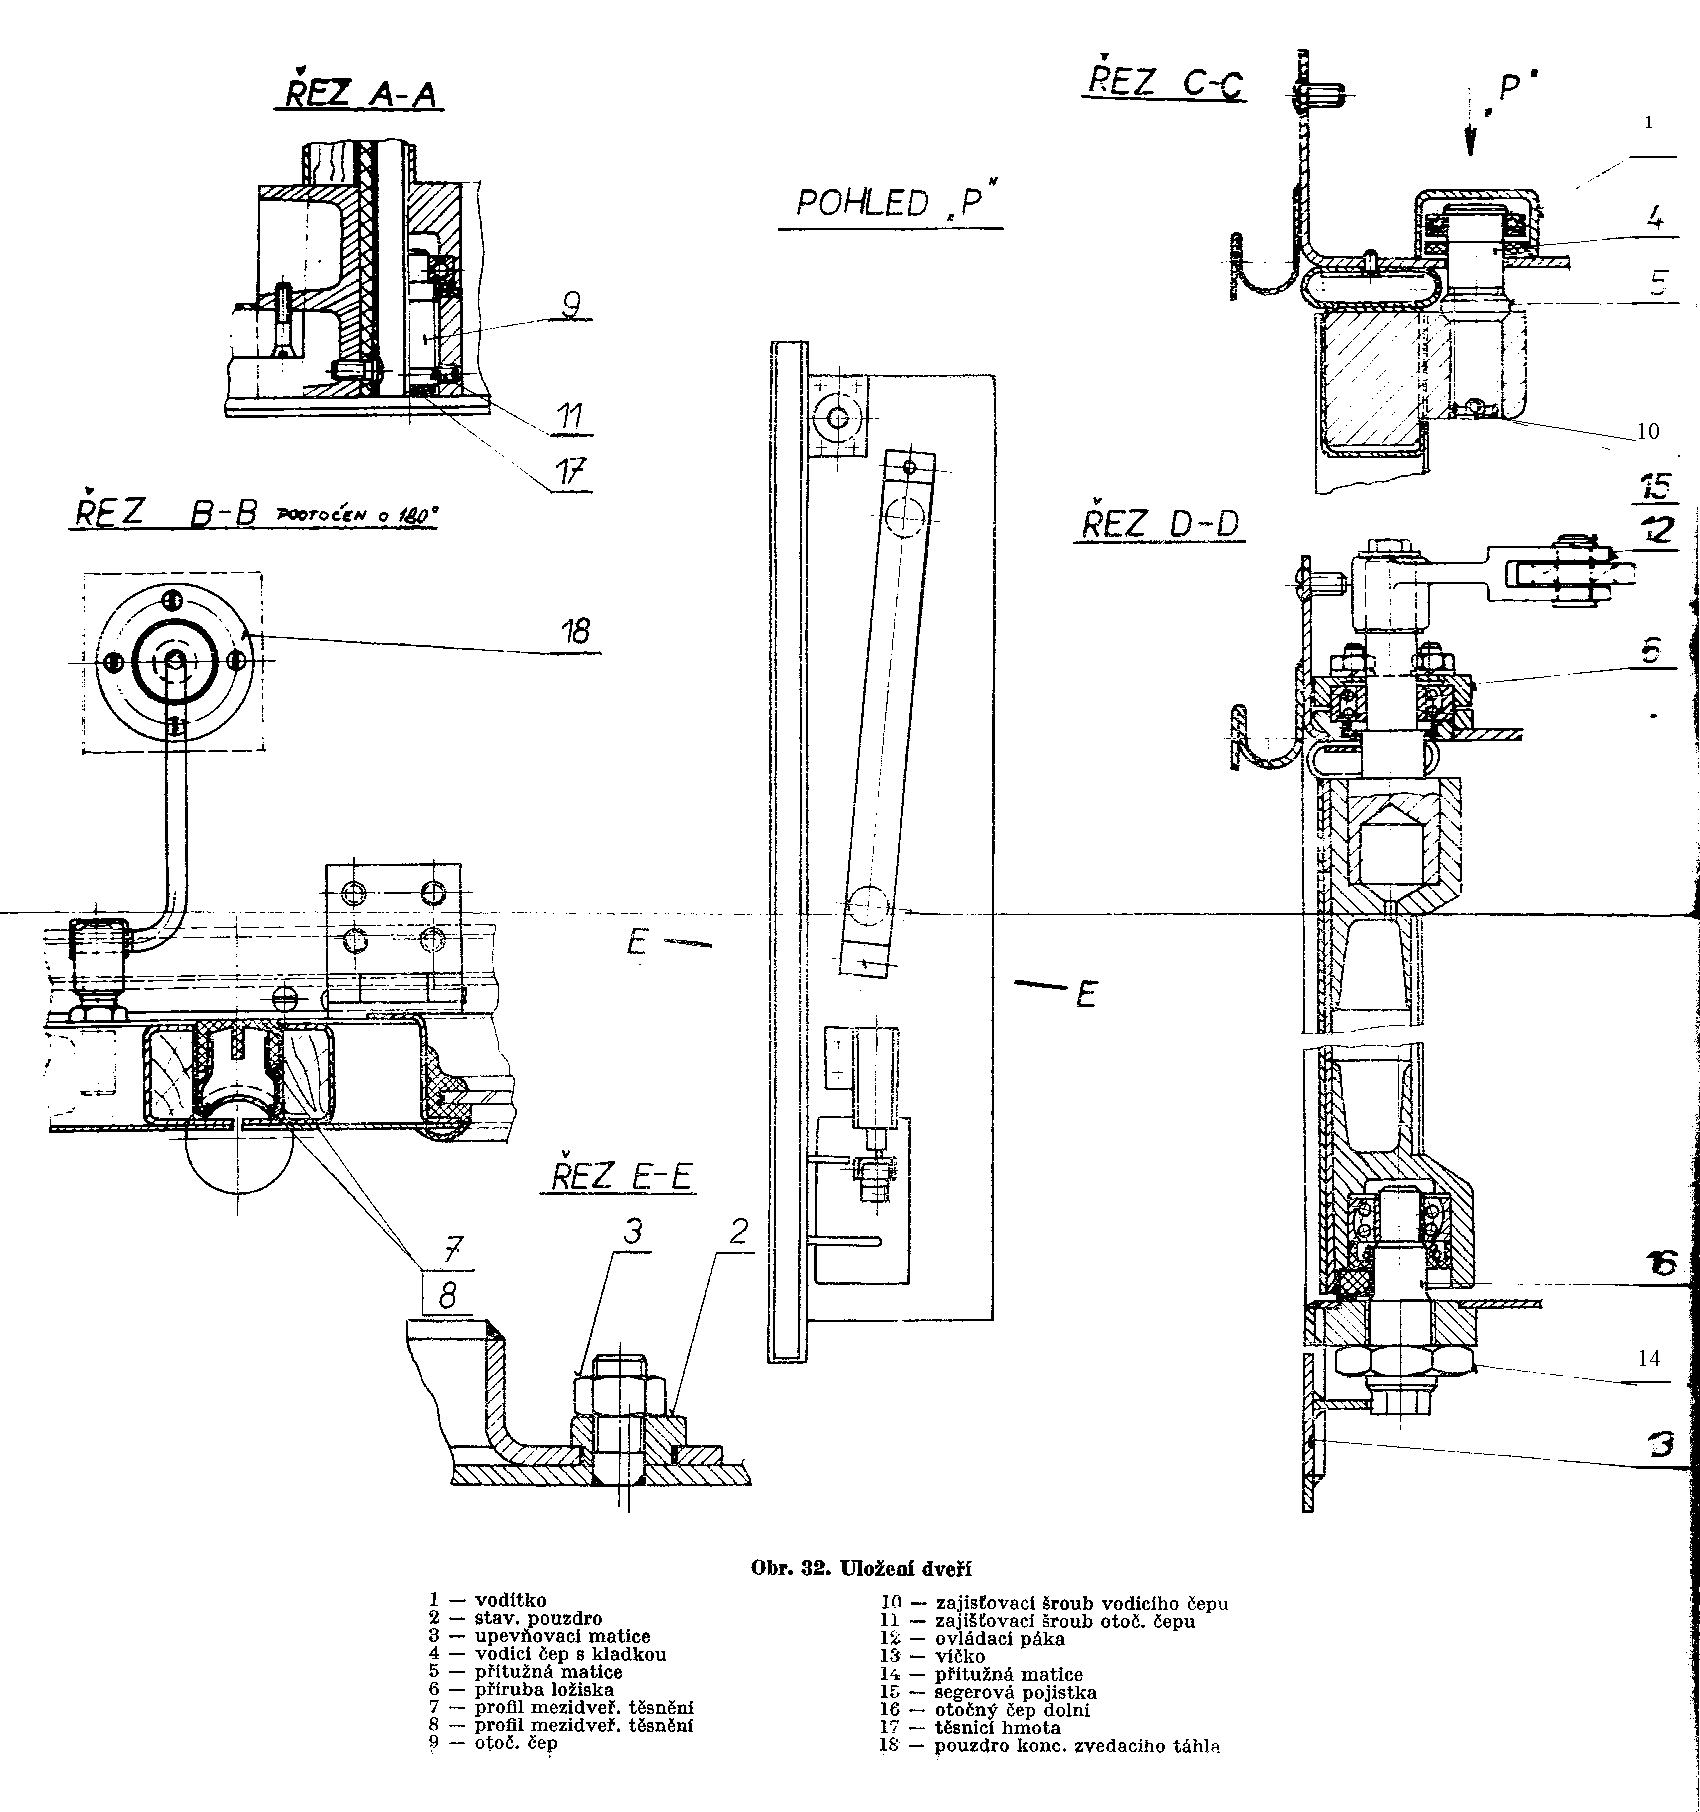 ŘEZ A-A
9
11
17
ŘEZ B-B POOTOČEN o 180°
18
7
8
ŘEZ E-E
3
2
POHLED „P"
E
E
ŘEZ C-C
„P"
1
4
5
10
ŘEZ D-D
15
12
6
16
14
13
Obr. 32. Uložení dveří
1 — vodítko
2 — stav. pouzdro
3 — upevňovací matice
4 — vodicí čep s kladkou
5 — přítužná matice
6 — příruba ložiska
7 — profil mezidveř. těsnění
8 — profil mezidveř. těsnění
9 — otoč. čep
10 — zajisťovací šroub vodicího čepu
11 — zajišťovací šroub otoč. čepu
12 — ovládací páka
13 — víčko
14 — přítužná matice
15 — segerová pojistka
16 — otočný čep dolní
17 — těsnicí hmota
18 — pouzdro konc. zvedacího táhla